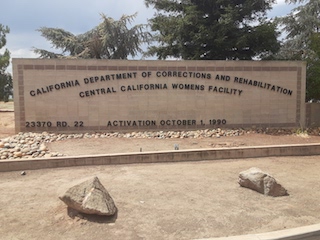 CALIFORNIA DEPARTMENT OF CORRECTIONS AND REHABILITATION
CENTRAL CALIFORNIA WOMENS FACILITY
23370 RD. 22 ACTIVATION OCTOBER 1, 1990